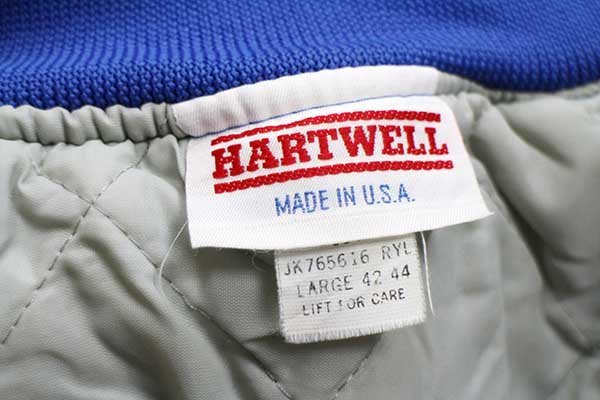 HARTWELL
MADE IN U.S.A.
JK765616 RYL
LARGE 42 44
LIFT FOR CARE